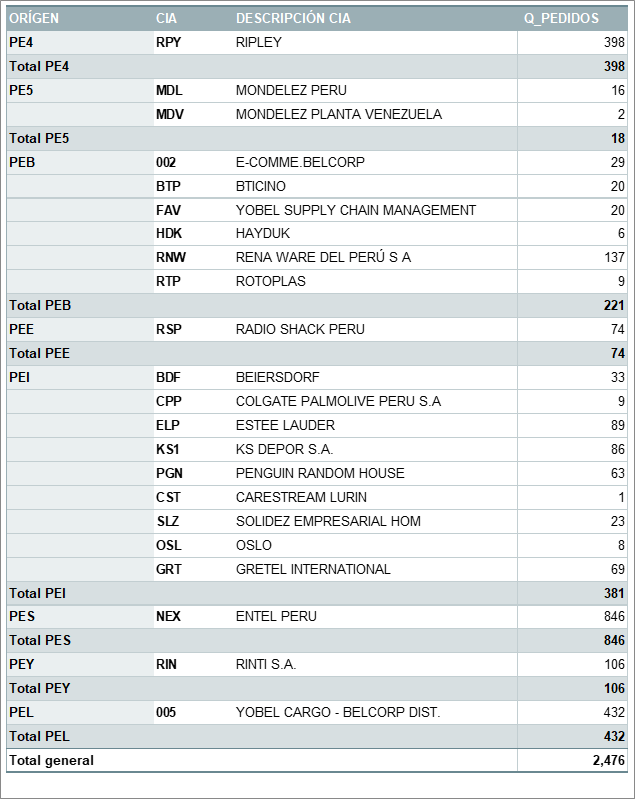 ORÍGEN CIA DESCRIPCIÓN CIA Q_PEDIDOS
PE4 RPY RIPLEY 398
Total PE4 398
PE5 MDL MONDELEZ PERU 16
MDV MONDELEZ PLANTA VENEZUELA 2
Total PE5 18
PEB 002 E-COMME.BELCORP 29
BTP BTICINO 20
FAV YOBEL SUPPLY CHAIN MANAGEMENT 20
HDK HAYDUK 6
RNW RENA WARE DEL PERÚ S A 137
RTP ROTOPLAS 9
Total PEB 221
PEE RSP RADIO SHACK PERU 74
Total PEE 74
PEI BDF BEIERSDORF 33
CPP COLGATE PALMOLIVE PERU S.A 9
ELP ESTEE LAUDER 89
KS1 KS DEPOR S.A. 86
PGN PENGUIN RANDOM HOUSE 63
CST CARESTREAM LURIN 1
SLZ SOLIDEZ EMPRESARIAL HOM 23
OSL OSLO 8
GRT GRETEL INTERNATIONAL 69
Total PEI 381
PES NEX ENTEL PERU 846
Total PES 846
PEY RIN RINTI S.A. 106
Total PEY 106
PEL 005 YOBEL CARGO - BELCORP DIST. 432
Total PEL 432
Total general 2,476